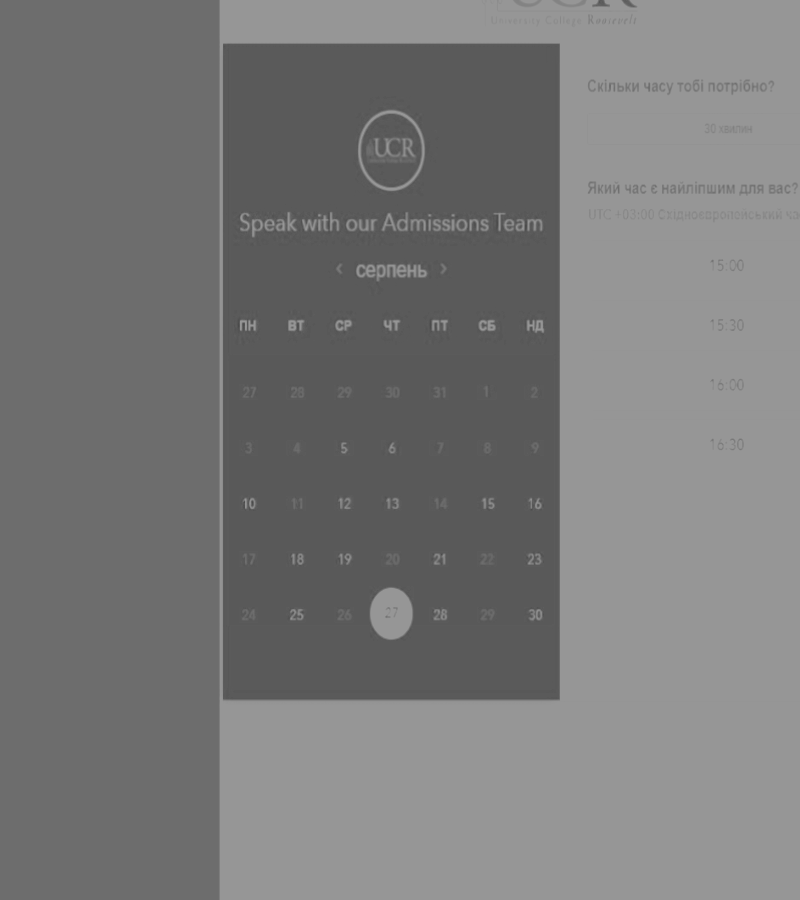 UCR
University College Roosevelt
UCR
Speak with our Admissions Team
‹ серпень ›
ПН ВТ СР ЧТ ПТ СБ НД
27 28 29 30 31 1 2
3 4 5 6 7 8 9
10 11 12 13 14 15 16
17 18 19 20 21 22 23
24 25 26 27 28 29 30
Скільки часу тобі потрібно?
30 хвилин
Який час є найліпшим для вас?
UTC +03:00 Східноєвропейський ча
15:00
15:30
16:00
16:30